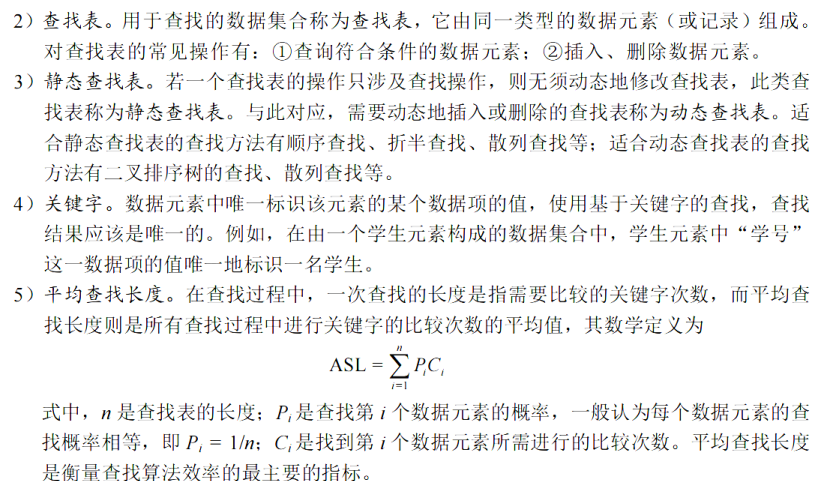 2）查找表。用于查找的数据集合称为查找表，它由同一类型的数据元素（或记录）组成。
对查找表的常见操作有：①查询符合条件的数据元素；②插入、删除数据元素。
3）静态查找表。若一个查找表的操作只涉及查找操作，则无须动态地修改查找表，此类查
找表称为静态查找表。与此对应，需要动态地插入或删除的查找表称为动态查找表。适
合静态查找表的查找方法有顺序查找、折半查找、散列查找等；适合动态查找表的查找
方法有二叉排序树的查找、散列查找等。
4）关键字。数据元素中唯一标识该元素的某个数据项的值，使用基于关键字的查找，查找
结果应该是唯一的。例如，在由一个学生元素构成的数据集合中，学生元素中“学号”
这一数据项的值唯一地标识一名学生。
5）平均查找长度。在查找过程中，一次查找的长度是指需要比较的关键字次数，而平均查
找长度则是所有查找过程中进行关键字的比较次数的平均值，其数学定义为
ASL = ∑_{i=1}^{n} P_i C_i
式中，n 是查找表的长度；P_i 是查找第 i 个数据元素的概率，一般认为每个数据元素的查
找概率相等，即 P_i = 1/n；C_i 是找到第 i 个数据元素所需进行的比较次数。平均查找长度
是衡量查找算法效率的最主要的指标。